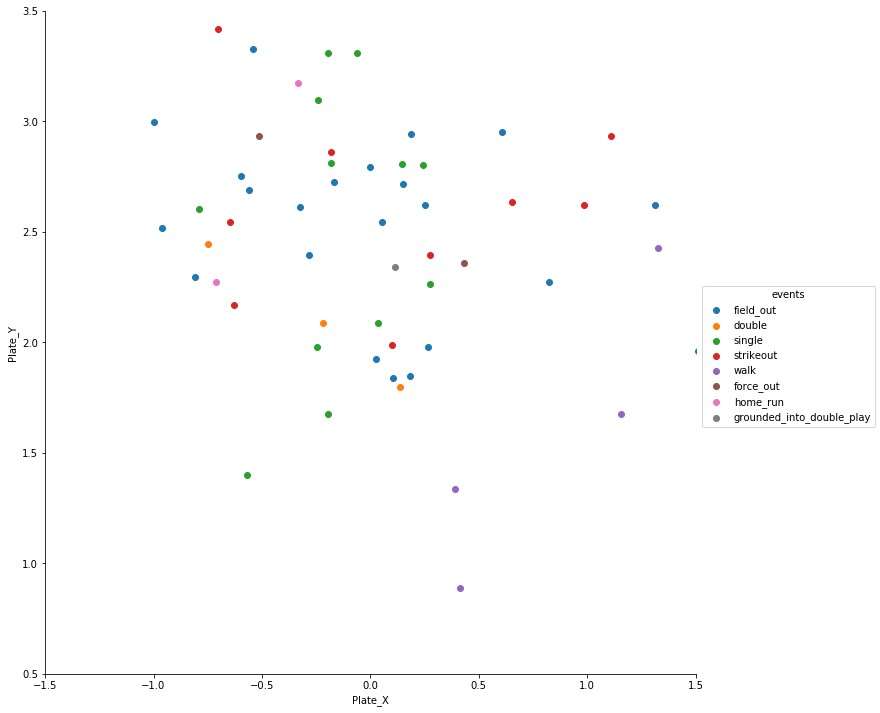 3.5
3.0
2.5
2.0
1.5
1.0
0.5
Plate_Y
−1.5 −1.0 −0.5 0.0 0.5 1.0 1.5
Plate_X
events
field_out
double
single
strikeout
walk
force_out
home_run
grounded_into_double_play